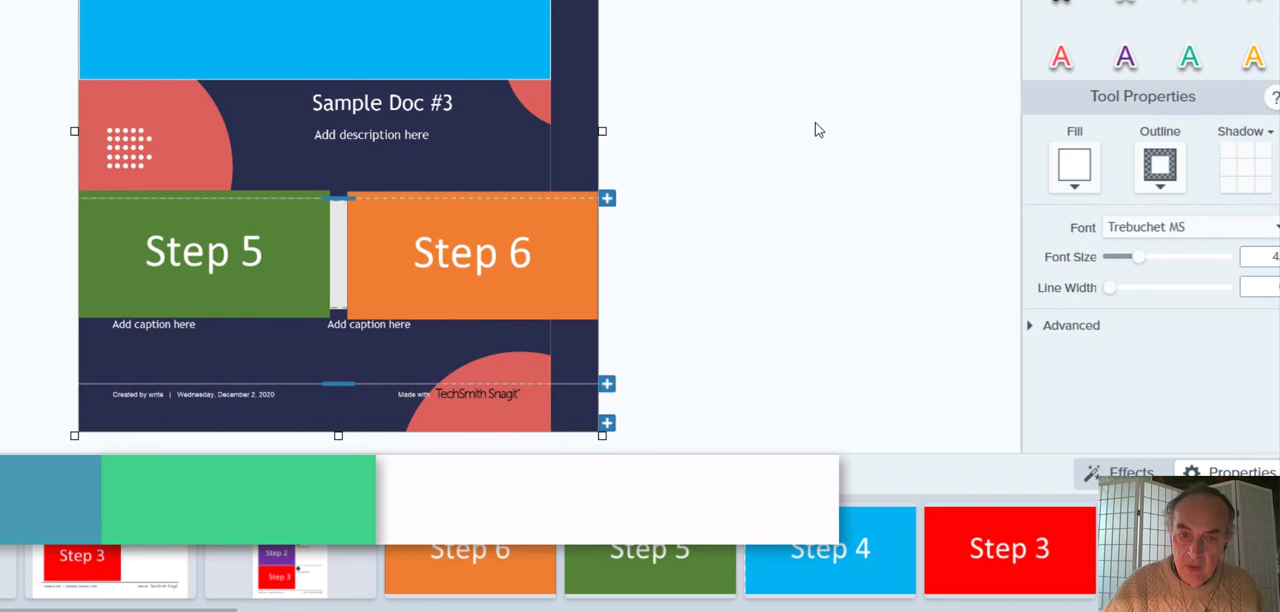 A A A A
Sample Doc #3
Tool Properties
?
Add description here
Fill
Outline
Shadow
Font
Trebuchet MS
Step 5
Step 6
Font Size
4
Line Width
Add caption here
Add caption here
Advanced
Created by write | Wednesday, December 2, 2020
Made with TechSmith Snagit
Effects
Properties
Step 3
Step 2
Step 3
Step 6
Step 5
Step 4
Step 3